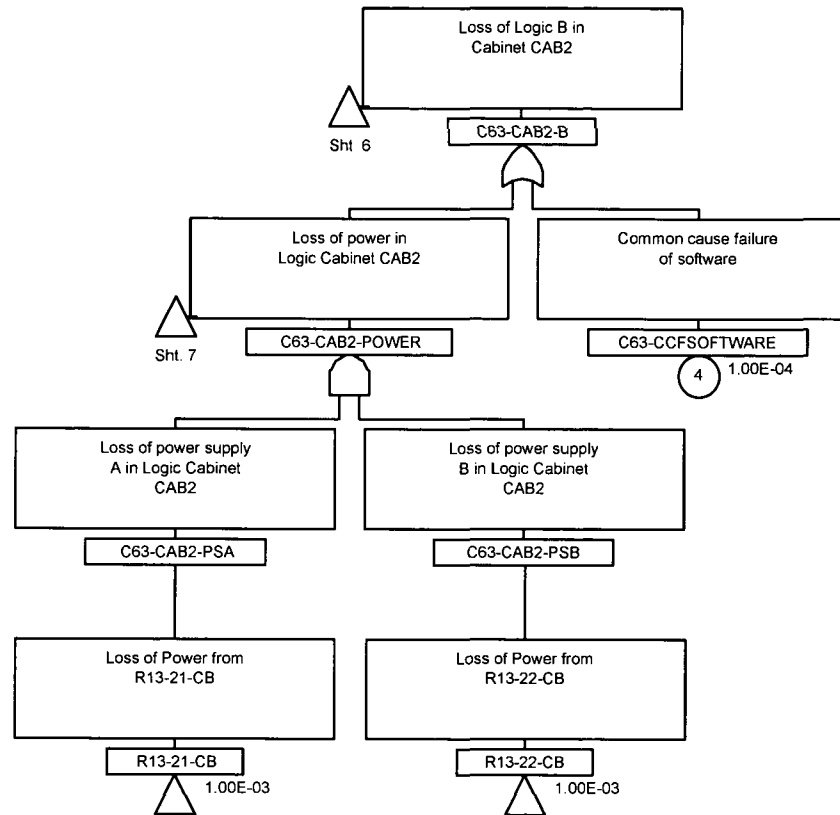 Loss of Logic B in
Cabinet CAB2
Sht 6
C63-CAB2-B
Loss of power in
Logic Cabinet CAB2
Common cause failure
of software
Sht. 7
C63-CAB2-POWER
C63-CCFSOFTWARE
4
1.00E-04
Loss of power supply
A in Logic Cabinet
CAB2
Loss of power supply
B in Logic Cabinet
CAB2
C63-CAB2-PSA
C63-CAB2-PSB
Loss of Power from
R13-21-CB
Loss of Power from
R13-22-CB
R13-21-CB
R13-22-CB
1.00E-03
1.00E-03